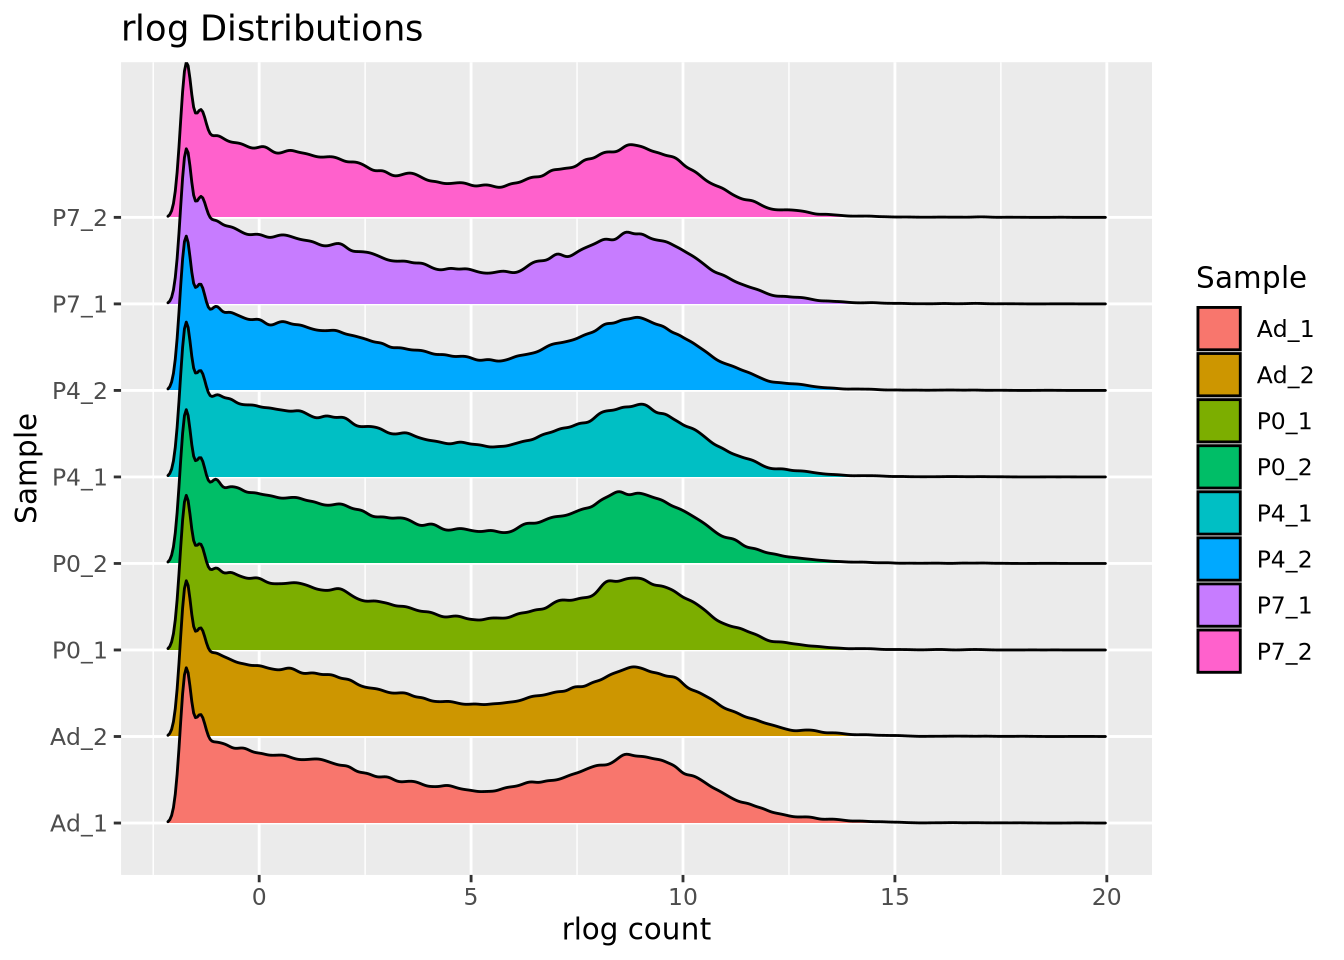 rlog Distributions
Sample
P7_2
P7_1
P4_2
P4_1
P0_2
P0_1
Ad_2
Ad_1
0 5 10 15 20
rlog count
Sample
Ad_1
Ad_2
P0_1
P0_2
P4_1
P4_2
P7_1
P7_2